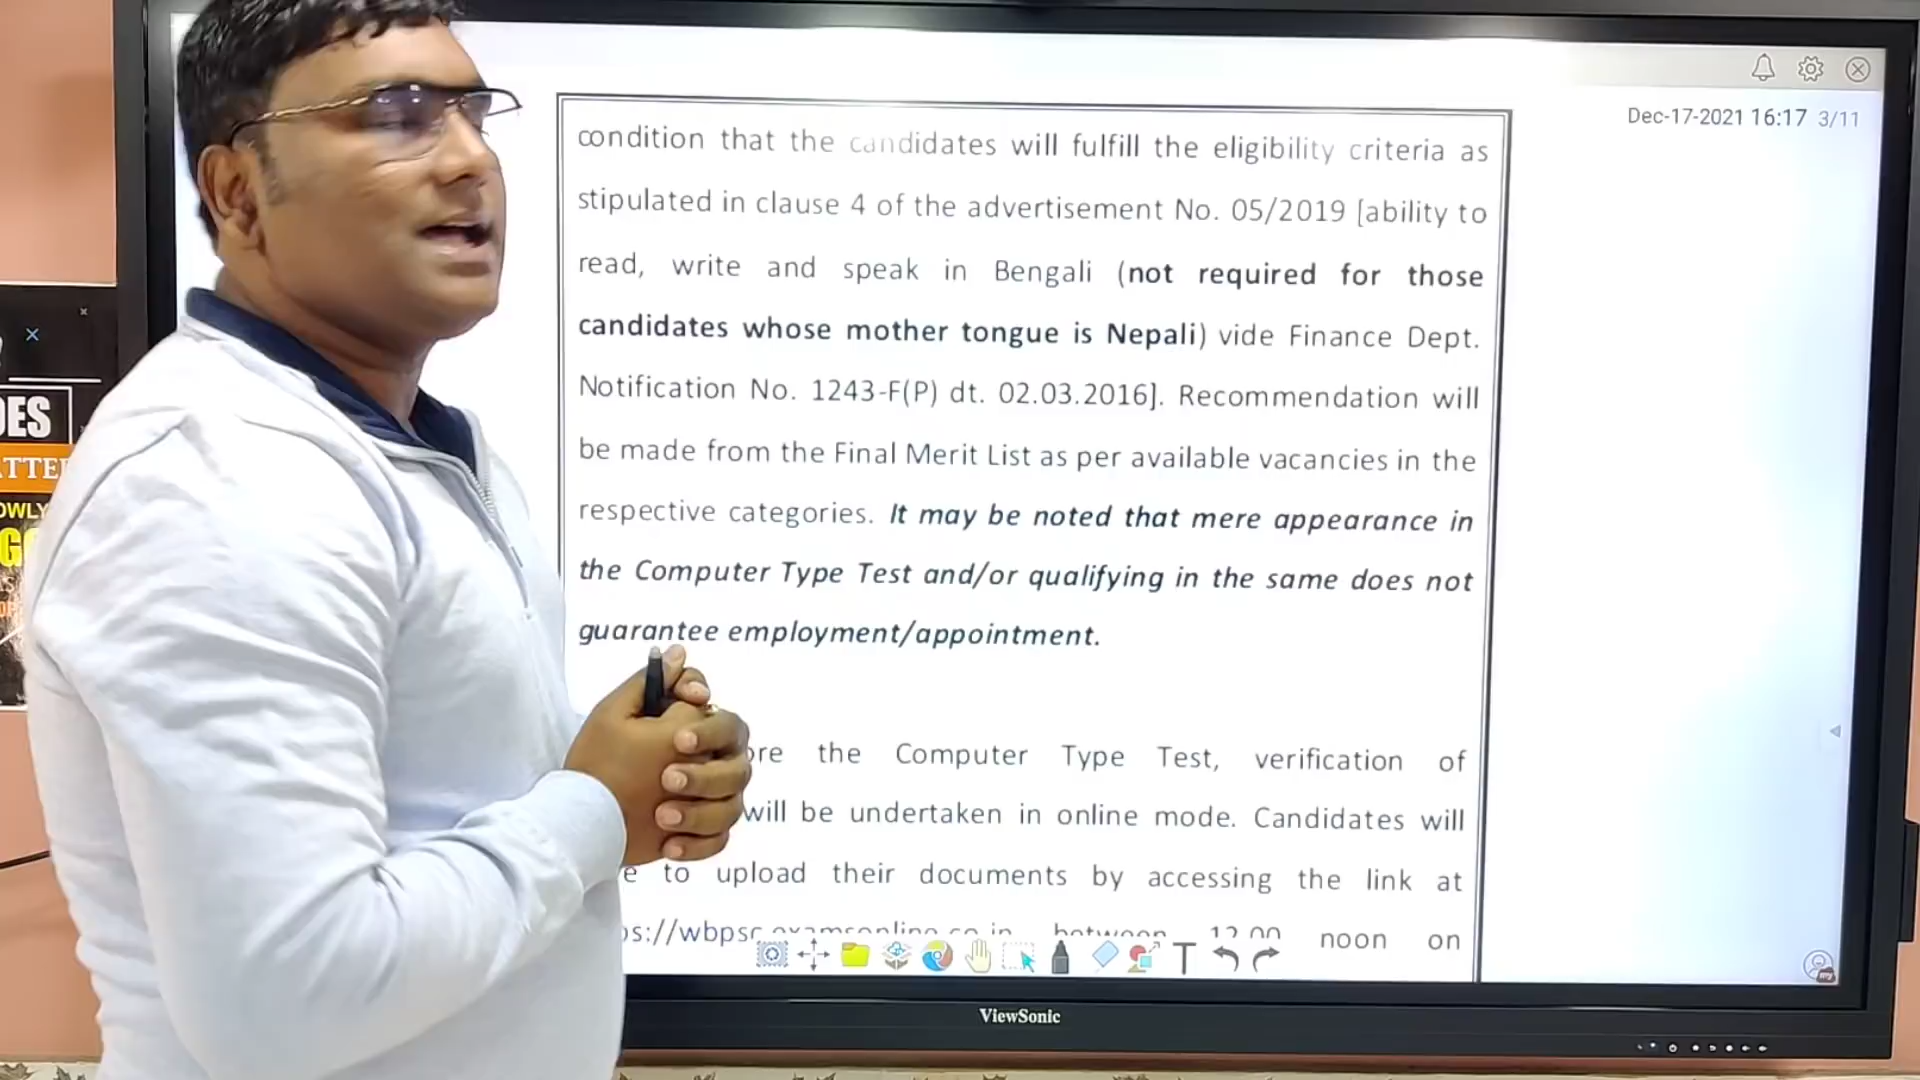 Dec-17-2021 16:17 3/11
condition that the candidates will fulfill the eligibility criteria as
stipulated in clause 4 of the advertisement No. 05/2019 [ability to
read, write and speak in Bengali (not required for those
candidates whose mother tongue is Nepali) vide Finance Dept.
Notification No. 1243-F(P) dt. 02.03.2016]. Recommendation will
be made from the Final Merit List as per available vacancies in the
respective categories. It may be noted that mere appearance in
the Computer Type Test and/or qualifying in the same does not
guarantee employment/appointment.
the Computer Type Test, verification of
will be undertaken in online mode. Candidates will
to upload their documents by accessing the link at
between 12.00 noon on
T
my
ViewSonic